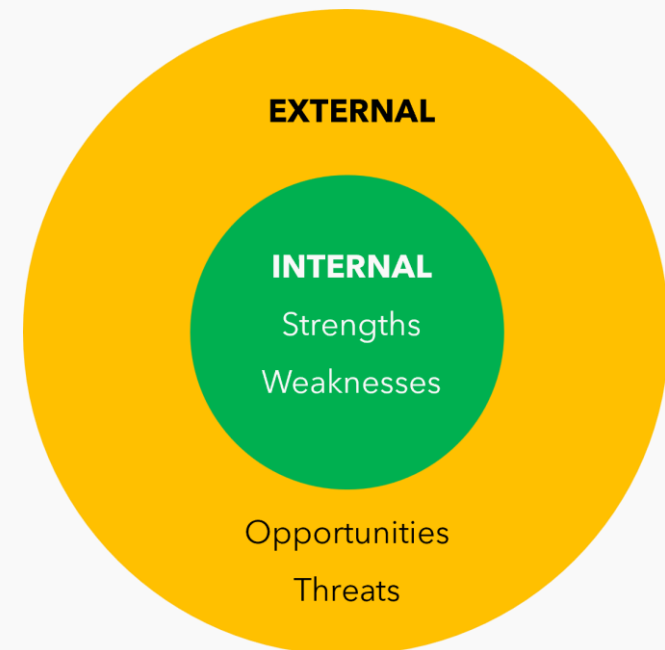 EXTERNAL
INTERNAL
Strengths
Weaknesses
Opportunities
Threats